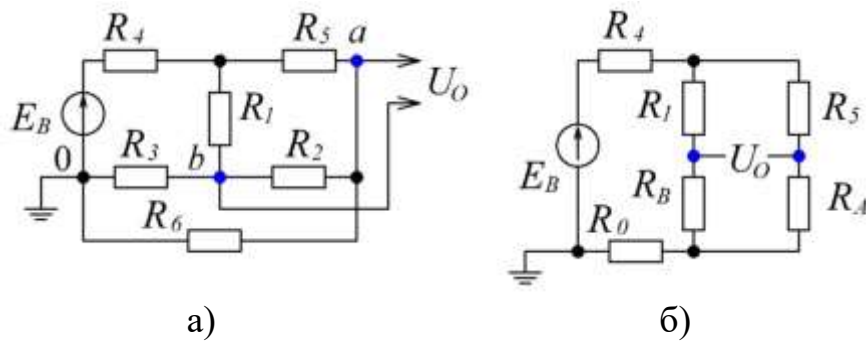 R4 R5 a R4
UO
EB R1 R1 R5
0 R3 b R2 EB UO
R6 R0 RB RA
а) б)